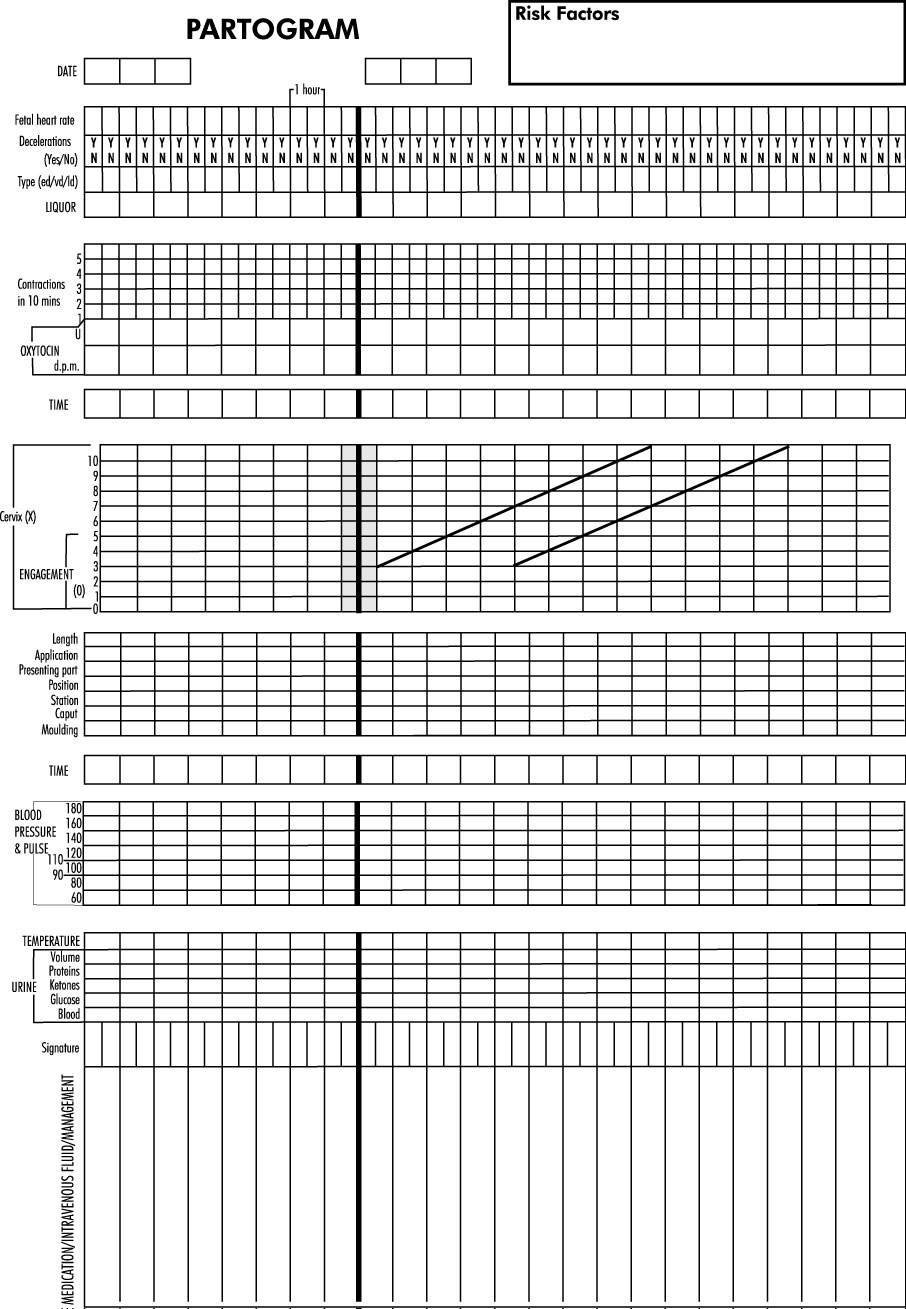 PARTOGRAM
Risk Factors
DATE
1 hour
Fetal heart rate
Decelerations
Y Y Y Y Y Y Y Y Y Y Y Y Y Y Y Y Y Y Y Y Y Y Y Y Y Y Y Y Y Y Y Y Y Y Y Y Y Y Y Y Y Y Y Y Y Y Y Y
(Yes/No)
N N N N N N N N N N N N N N N N N N N N N N N N N N N N N N N N N N N N N N N N N N N N N N N N
Type (ed/vd/ld)
LIQUOR
Contractions
in 10 mins
5
4
3
2
1
OXYTOCIN
U
d.p.m.
TIME
Cervix (X)
10
9
8
7
6
5
4
3
2
1
0
ENGAGEMENT
(0)
Length
Application
Presenting part
Position
Station
Caput
Moulding
TIME
BLOOD
PRESSURE
& PULSE
180
160
140
120
110
100
90
80
60
TEMPERATURE
URINE
Volume
Proteins
Ketones
Glucose
Blood
Signature
/MEDICATION/INTRAVENOUS FLUID/MANAGEMENT